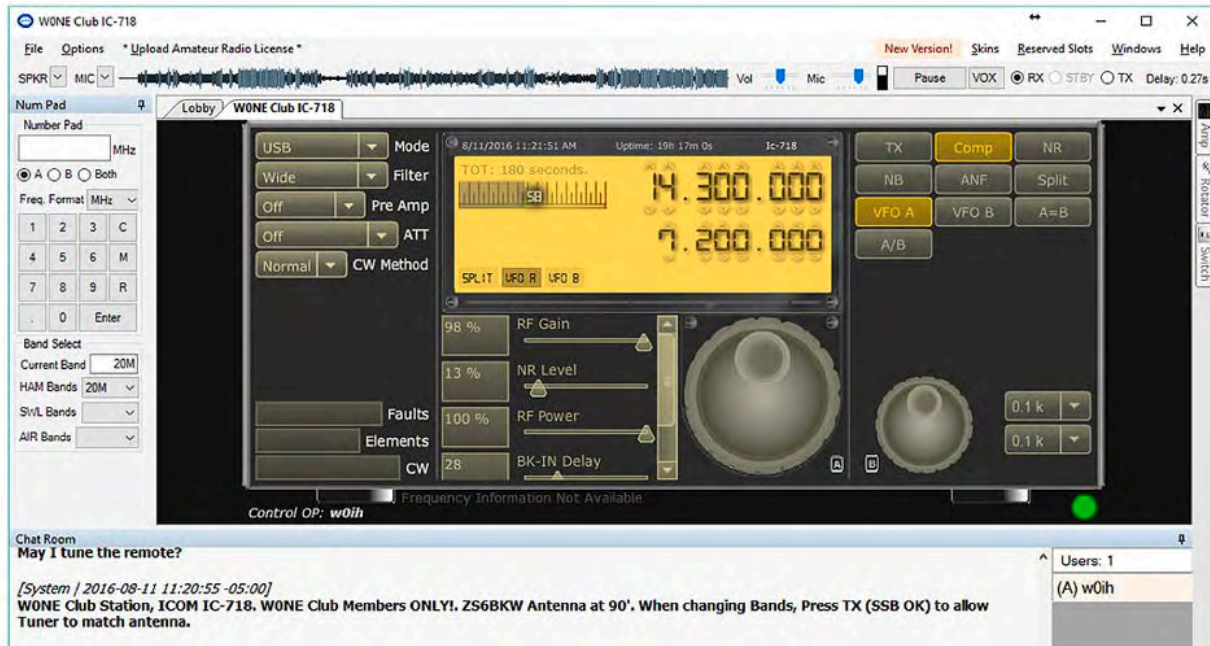 W0NE Club IC-718
File Options * Upload Amateur Radio License * New Version! Skins Reserved Slots Windows Help
SPKR MIC Vol Mic Pause VOX RX STBY TX Delay: 0.27s
Num Pad
Lobby W0NE Club IC-718
Number Pad
MHz
A B Both
Freq. Format MHz
1 2 3 C
4 5 6 M
7 8 9 R
. 0 Enter
Band Select
Current Band 20M
HAM Bands 20M
SWL Bands
AIR Bands
USB Mode
Wide Filter
Off Pre Amp
Off ATT
Normal CW Method
Faults
Elements
CW
8/11/2016 11:21:51 AM Uptime: 19h 17m 0s Ic-718
TOT: 180 seconds.
S8
14.300.000
7.200.000
SPLIT VFO A VFO B
98 % RF Gain
13 % NR Level
100 % RF Power
28 BK-IN Delay
A
TX Comp NR
NB ANF Split
VFO A VFO B A=B
A/B
0.1 k
0.1 k
B
Frequency Information Not Available
Control OP: w0ih
Amp
Rotator
Switch
Chat Room
May I tune the remote?
[System / 2016-08-11 11:20:55 -05:00]
W0NE Club Station, ICOM IC-718. W0NE Club Members ONLY!. ZS6BKW Antenna at 90'. When changing Bands, Press TX (SSB OK) to allow
Tuner to match antenna.
Users: 1
(A) w0ih